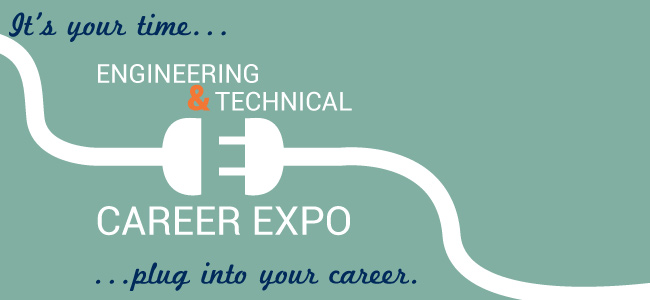 It's your time...
ENGINEERING
& TECHNICAL
CAREER EXPO
...plug into your career.